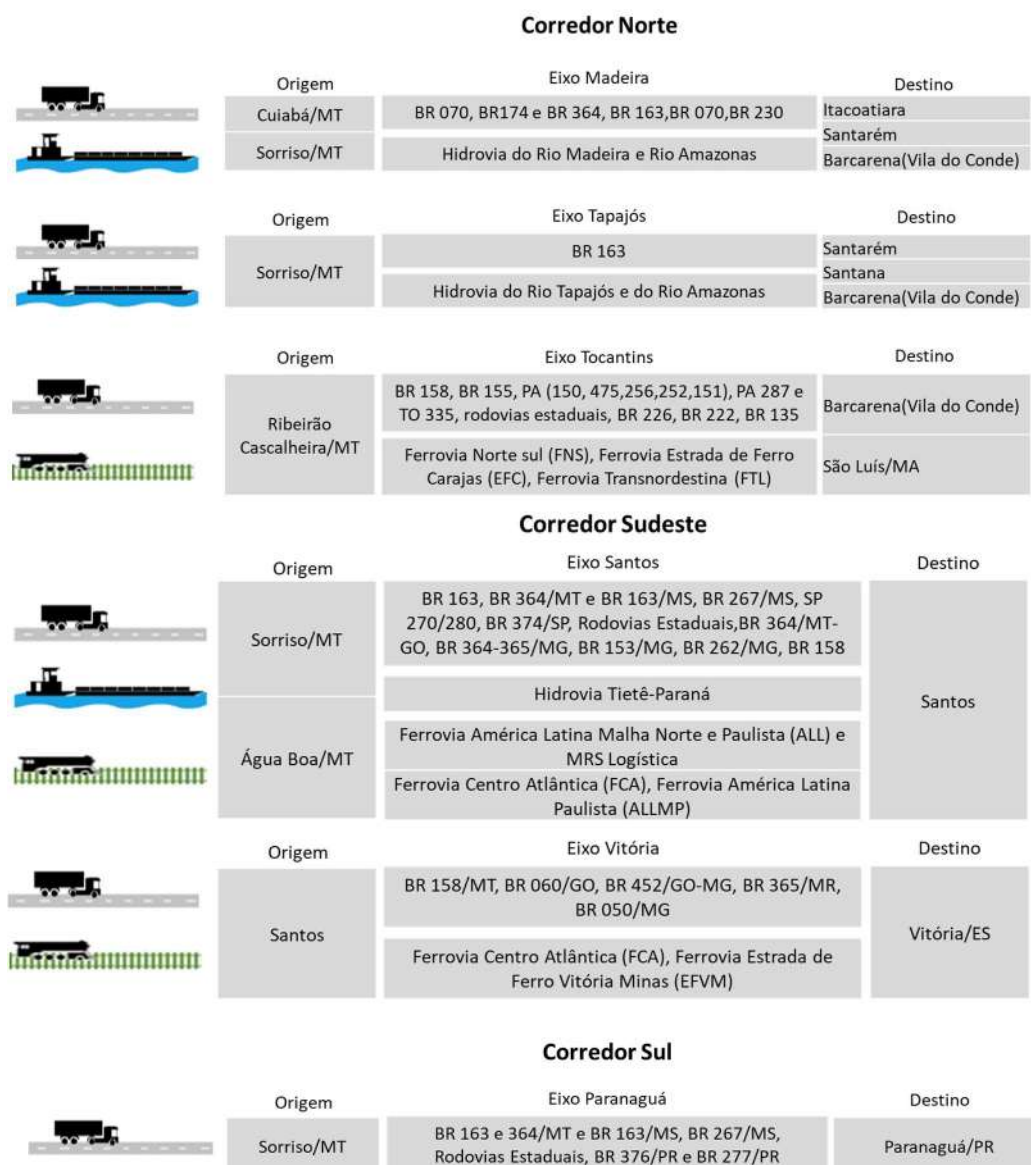 Corredor Norte
Origem
Eixo Madeira
Destino
Cuiabá/MT
BR 070, BR174 e BR 364, BR 163,BR 070,BR 230
Itacoatiara
Santarém
Sorriso/MT
Hidrovia do Rio Madeira e Rio Amazonas
Barcarena(Vila do Conde)
Origem
Eixo Tapajós
Destino
Sorriso/MT
BR 163
Hidrovia do Rio Tapajós e do Rio Amazonas
Santarém
Santana
Barcarena(Vila do Conde)
Origem
Eixo Tocantins
Destino
Ribeirão
Cascalheira/MT
BR 158, BR 155, PA (150, 475,256,252,151), PA 287 e
TO 335, rodovias estaduais, BR 226, BR 222, BR 135
Barcarena(Vila do Conde)
Ferrovia Norte sul (FNS), Ferrovia Estrada de Ferro
Carajas (EFC), Ferrovia Transnordestina (FTL)
São Luís/MA
Corredor Sudeste
Origem
Eixo Santos
Destino
Sorriso/MT
BR 163, BR 364/MT e BR 163/MS, BR 267/MS, SP
270/280, BR 374/SP, Rodovias Estaduais,BR 364/MT-
GO, BR 364-365/MG, BR 153/MG, BR 262/MG, BR 158
Hidrovia Tietê-Paraná
Santos
Água Boa/MT
Ferrovia América Latina Malha Norte e Paulista (ALL) e
MRS Logística
Ferrovia Centro Atlântica (FCA), Ferrovia América Latina
Paulista (ALLMP)
Origem
Eixo Vitória
Destino
Santos
BR 158/MT, BR 060/GO, BR 452/GO-MG, BR 365/MR,
BR 050/MG
Ferrovia Centro Atlântica (FCA), Ferrovia Estrada de
Ferro Vitória Minas (EFVM)
Vitória/ES
Corredor Sul
Origem
Eixo Paranaguá
Destino
Sorriso/MT
BR 163 e 364/MT e BR 163/MS, BR 267/MS,
Rodovias Estaduais, BR 376/PR e BR 277/PR
Paranaguá/PR